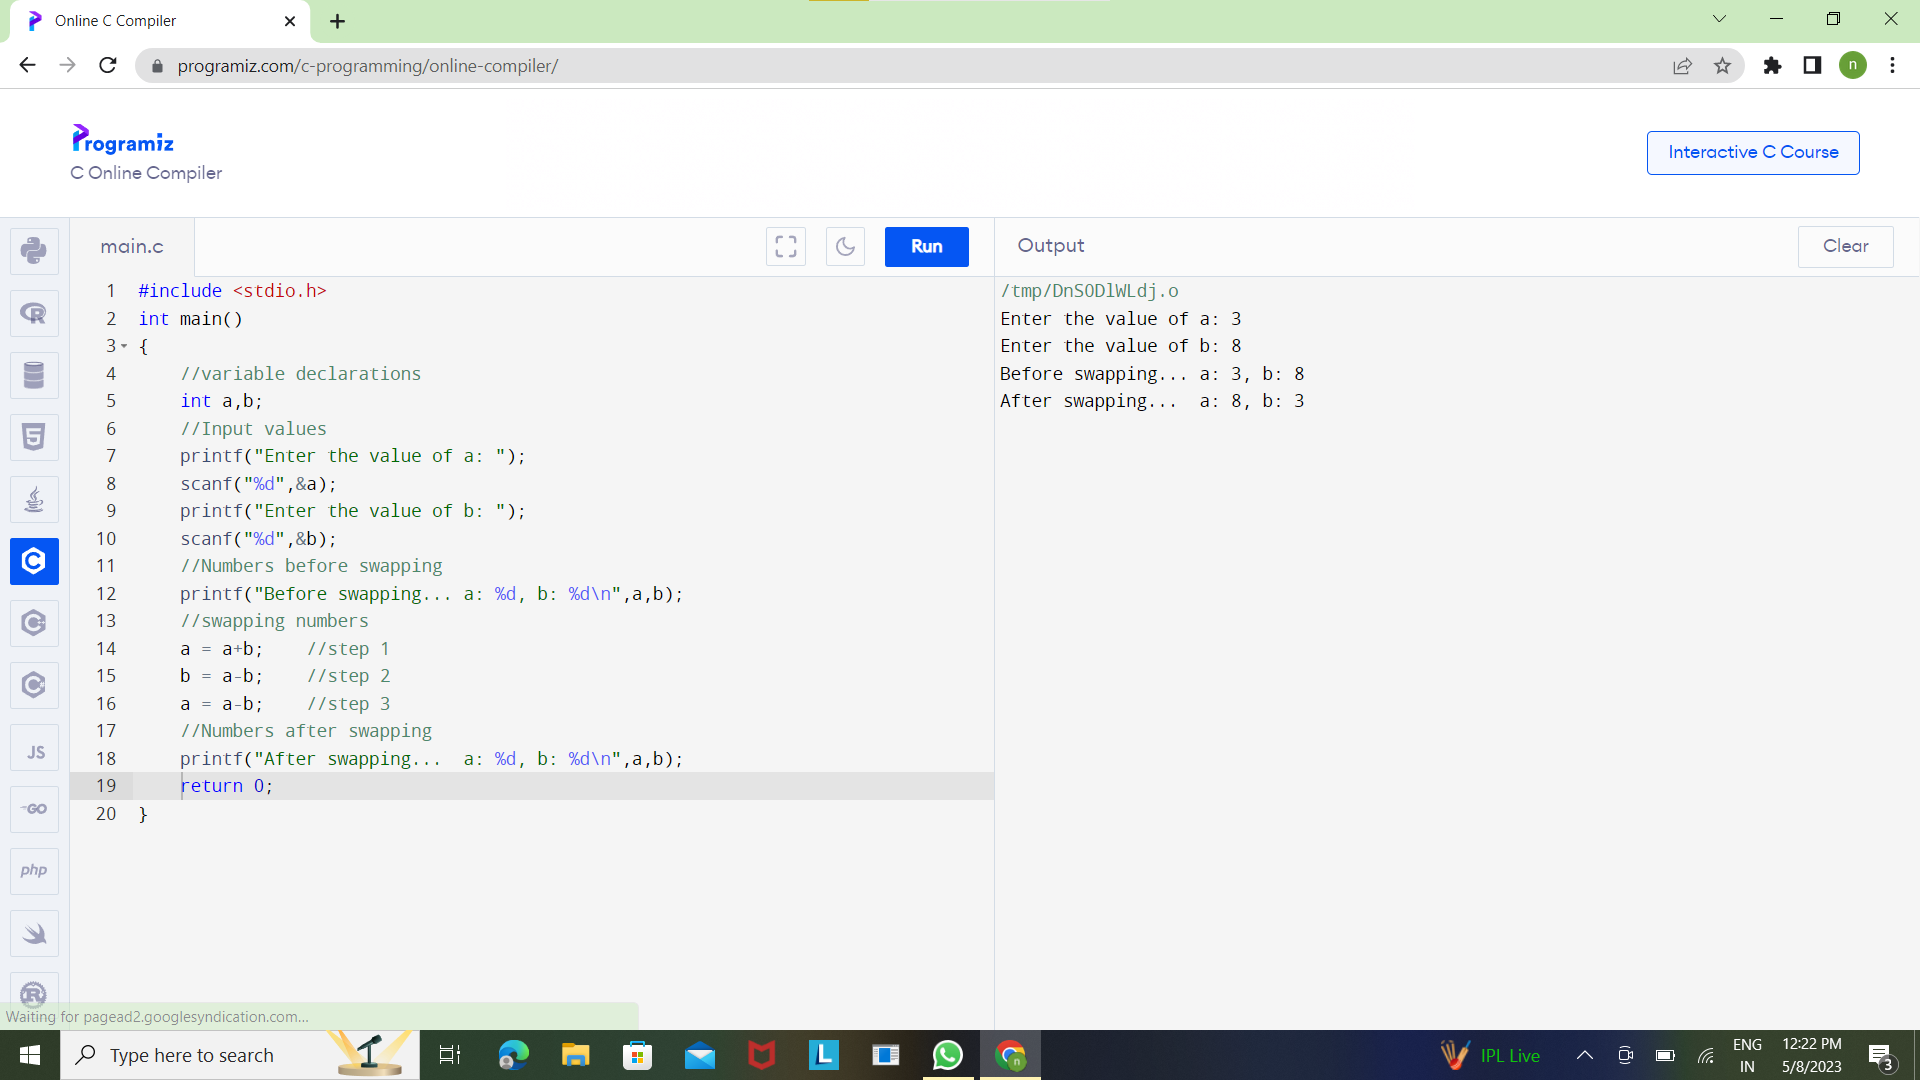 Online C Compiler
programiz.com/c-programming/online-compiler/
n
Programiz
C Online Compiler
Interactive C Course
main.c
Run
Output
Clear
1 #include <stdio.h>
2 int main()
3 {
4 //variable declarations
5 int a,b;
6 //Input values
7 printf("Enter the value of a: ");
8 scanf("%d",&a);
9 printf("Enter the value of b: ");
10 scanf("%d",&b);
11 //Numbers before swapping
12 printf("Before swapping... a: %d, b: %d\n",a,b);
13 //swapping numbers
14 a = a+b;    //step 1
15 b = a-b;    //step 2
16 a = a-b;    //step 3
17 //Numbers after swapping
18 printf("After swapping...  a: %d, b: %d\n",a,b);
19 return 0;
20 }
/tmp/DnSODlWLdj.o
Enter the value of a: 3
Enter the value of b: 8
Before swapping... a: 3, b: 8
After swapping...  a: 8, b: 3
R
5
C
C
C
JS
GO
php
R
Waiting for pagead2.googlesyndication.com...
Type here to search
L
n
IPL Live
ENG
IN
12:22 PM
5/8/2023
3